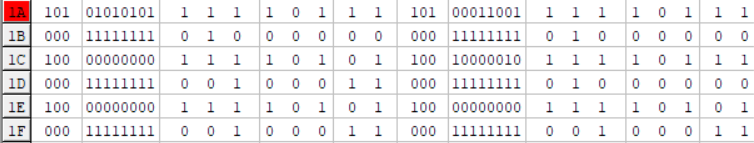 1A 101 01010101 1 1 1 1 0 1 1 1 101 00011001 1 1 1 1 0 1 1 1
1B 000 11111111 0 1 0 0 0 0 0 0 000 11111111 0 1 0 0 0 0 0 0
1C 100 00000000 1 1 1 1 1 0 1 0 1 100 10000010 1 1 1 1 0 1 1 1
1D 000 11111111 0 0 1 0 0 0 1 1 000 11111111 0 1 0 0 0 0 0 0
1E 100 00000000 1 1 1 1 1 0 1 0 1 100 00000000 1 1 1 1 0 1 0 1
1F 000 11111111 0 0 1 0 0 0 1 1 000 11111111 0 0 1 0 0 0 1 1